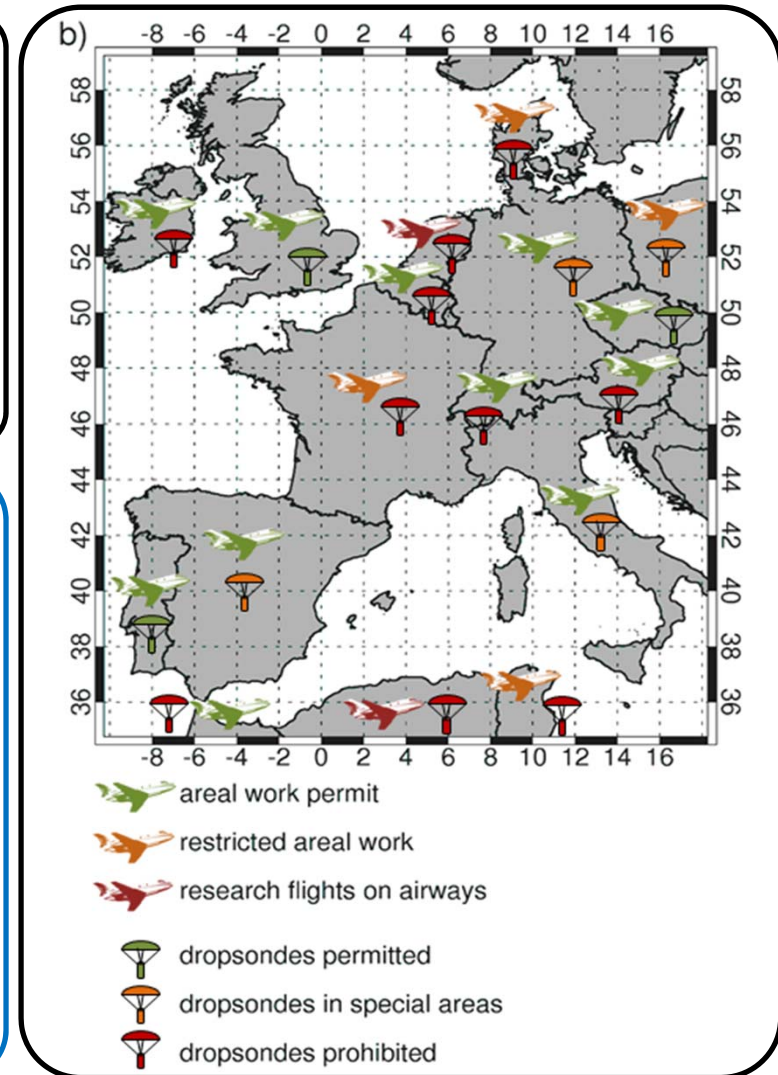 b)
-8 -6 -4 -2 0 2 4 6 8 10 12 14 16
58 58
56 56
54 54
52 52
50 50
48 48
46 46
44 44
42 42
40 40
38 38
36 36
-8 -6 -4 -2 0 2 4 6 8 10 12 14 16
areal work permit
restricted areal work
research flights on airways
dropsondes permitted
dropsondes in special areas
dropsondes prohibited